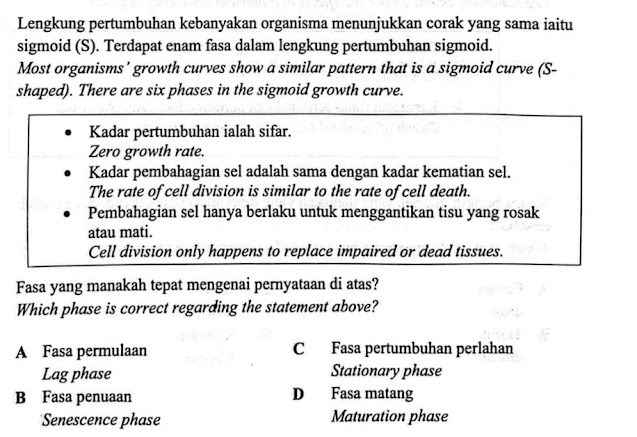 Lengkung pertumbuhan kebanyakan organisma menunjukkan corak yang sama iaitu
sigmoid (S). Terdapat enam fasa dalam lengkung pertumbuhan sigmoid.
Most organisms' growth curves show a similar pattern that is a sigmoid curve (S-
shaped). There are six phases in the sigmoid growth curve.
• Kadar pertumbuhan ialah sifar.
Zero growth rate.
• Kadar pembahagian sel adalah sama dengan kadar kematian sel.
The rate of cell division is similar to the rate of cell death.
• Pembahagian sel hanya berlaku untuk menggantikan tisu yang rosak
atau mati.
Cell division only happens to replace impaired or dead tissues.
Fasa yang manakah tepat mengenai pernyataan di atas?
Which phase is correct regarding the statement above?
A Fasa permulaan
Lag phase
B Fasa penuaan
Senescence phase
C Fasa pertumbuhan perlahan
Stationary phase
D Fasa matang
Maturation phase